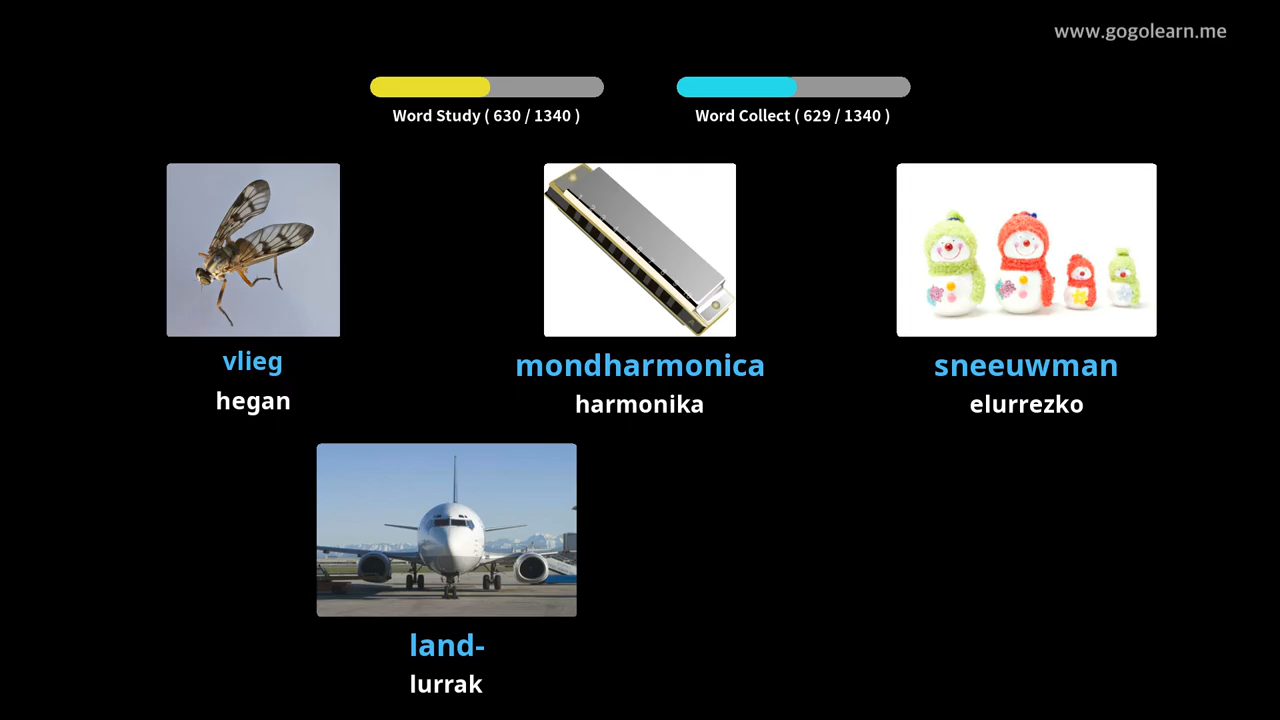 www.gogolearn.me
Word Study ( 630 / 1340 )
Word Collect ( 629 / 1340 )
vlieg
hegan
mondharmonica
harmonika
sneeuwman
elurrezko
land-
lurrak